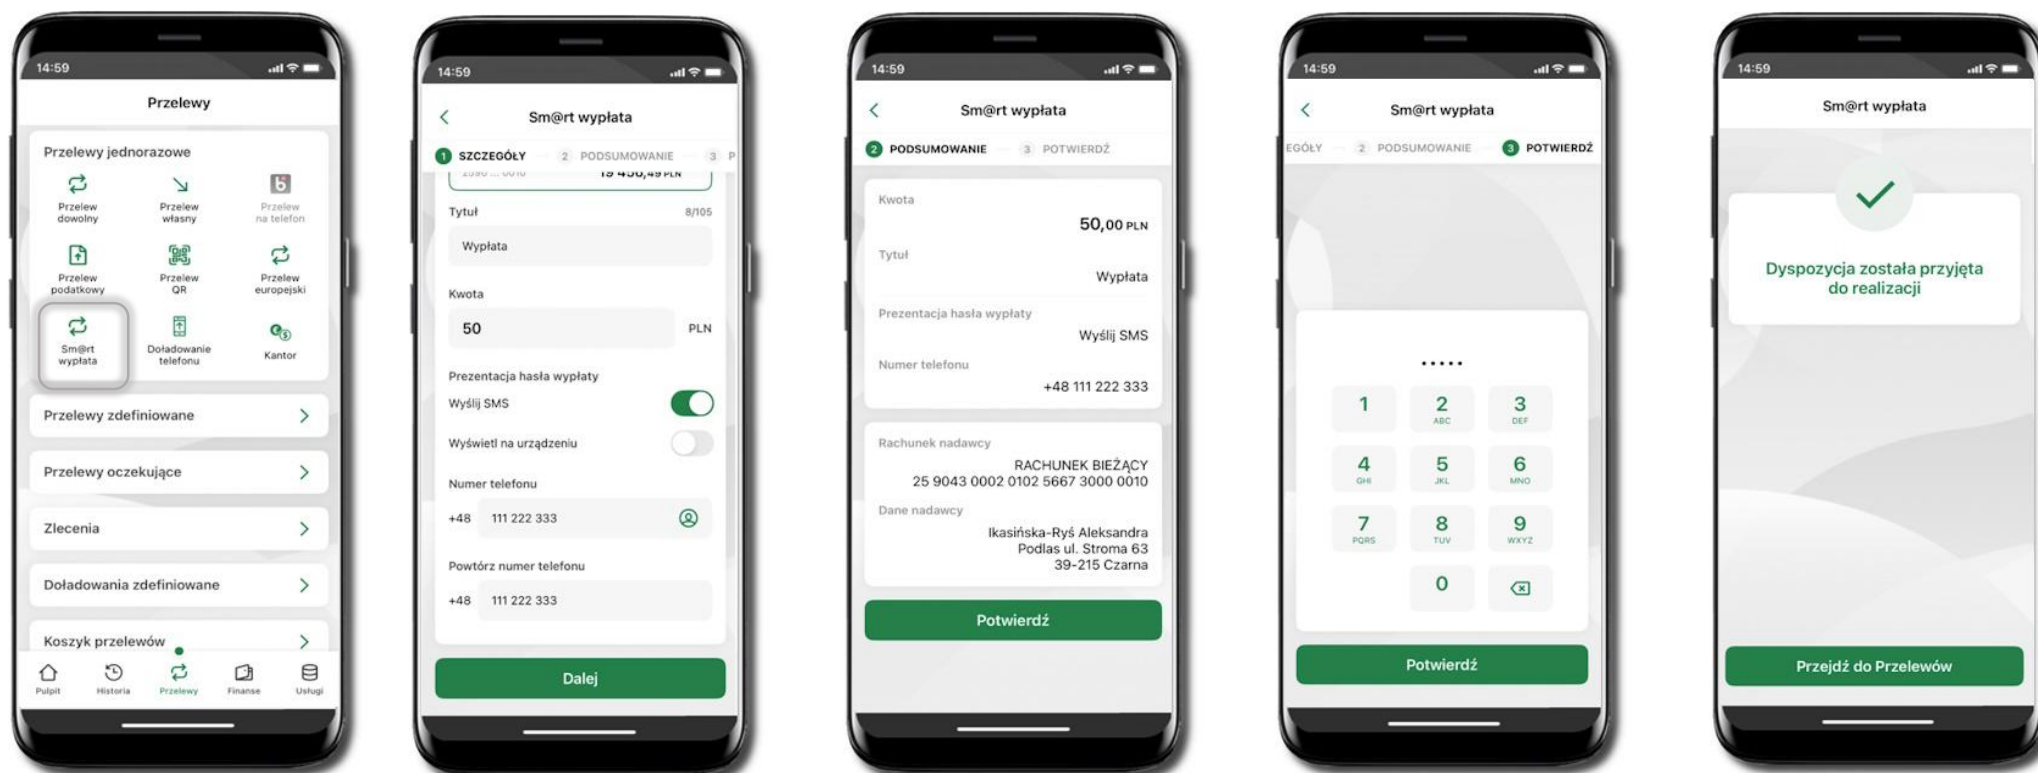 14:59
Przelewy
Przelewy jednorazowe
Przelew
dowolny
Przelew
własny
Przelew
na telefon
Przelew
podatkowy
Przelew
QR
Przelew
europejski
Sm@rt
wypłata
Doładowanie
telefonu
Kantor
Przelewy zdefiniowane
Przelewy oczekujące
Zlecenia
Doładowania zdefiniowane
Koszyk przelewów
Pulpit Historia Przelewy Finanse Usługi
14:59
Sm@rt wypłata
1 SZCZEGÓŁY 2 PODSUMOWANIE 3 P
2590 ... 0010 19 456,49 PLN
Tytuł 8/105
Wypłata
Kwota
50 PLN
Prezentacja hasła wypłaty
Wyślij SMS
Wyświetl na urządzeniu
Numer telefonu
+48 111 222 333
Powtórz numer telefonu
+48 111 222 333
Dalej
14:59
Sm@rt wypłata
2 PODSUMOWANIE 3 POTWIERDŹ
Kwota
50,00 PLN
Tytuł
Wypłata
Prezentacja hasła wypłaty
Wyślij SMS
Numer telefonu
+48 111 222 333
Rachunek nadawcy
RACHUNEK BIEŻĄCY
25 9043 0002 0102 5667 3000 0010
Dane nadawcy
Ikasińska-Ryś Aleksandra
Podlas ul. Stroma 63
39-215 Czarna
Potwierdź
14:59
Sm@rt wypłata
EGÓŁY 2 PODSUMOWANIE 3 POTWIERDŹ
.....
1 2 3
ABC DEF
4 5 6
GHI JKL MNO
7 8 9
PQRS TUV WXYZ
0
Potwierdź
14:59
Sm@rt wypłata
Dyspozycja została przyjęta
do realizacji
Przejdź do Przelewów